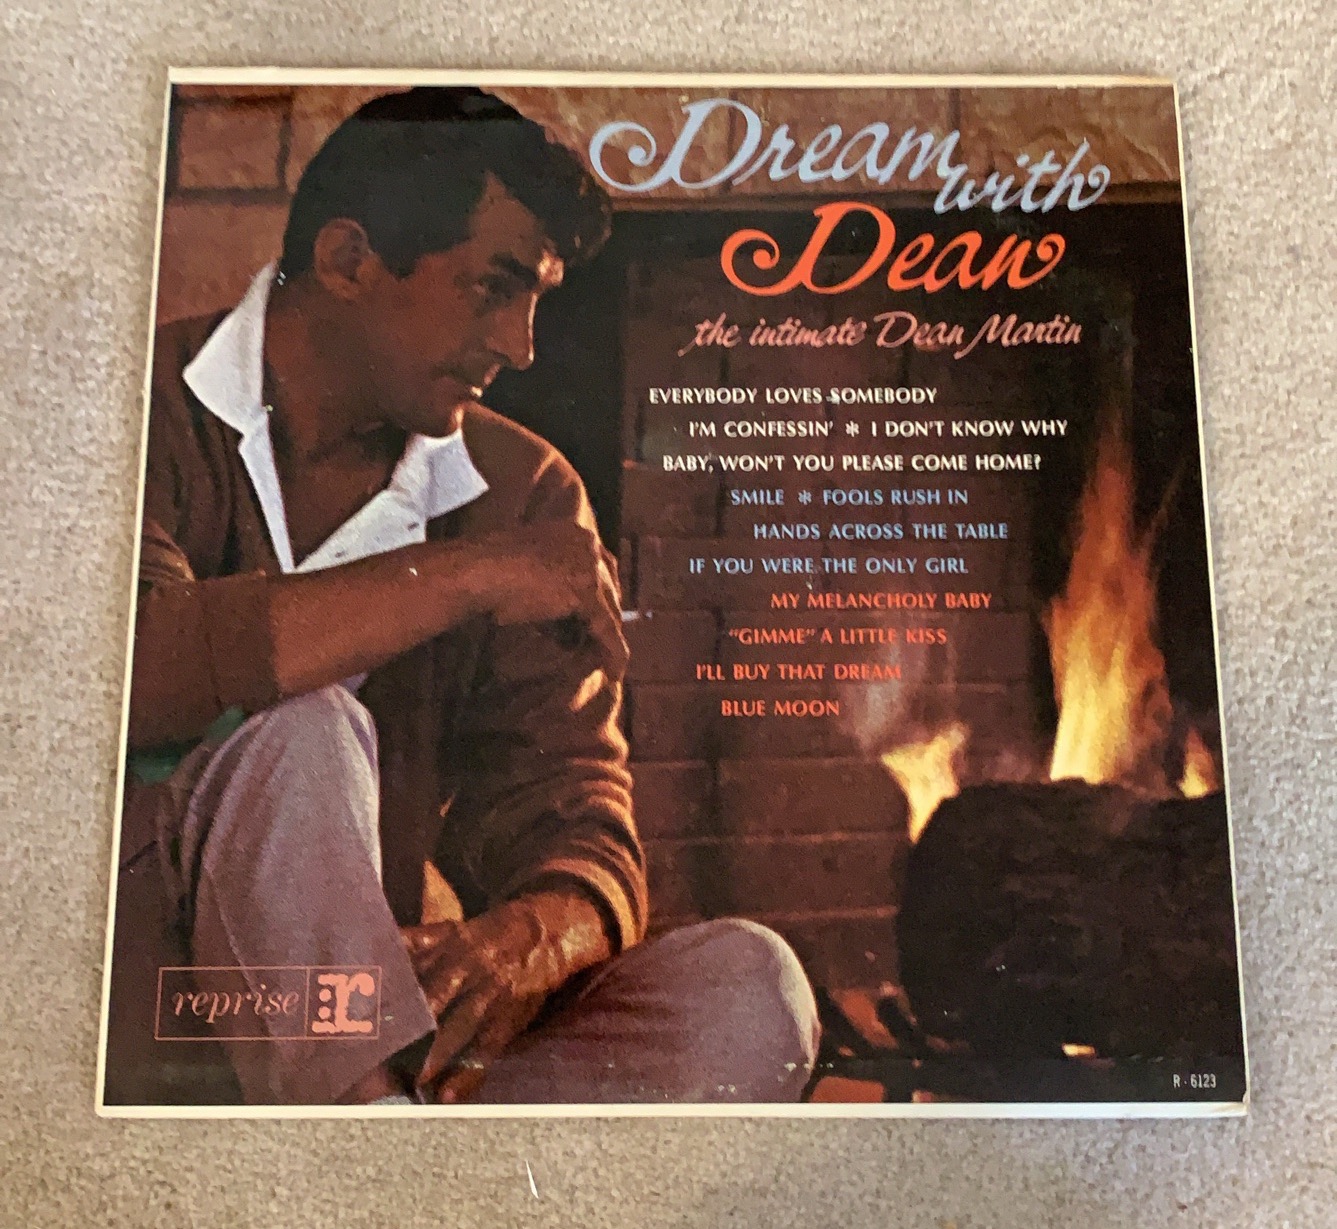 Dream with
Dean
the intimate Dean Martin
EVERYBODY LOVES SOMEBODY
I'M CONFESSIN' * I DON'T KNOW WHY
BABY, WON'T YOU PLEASE COME HOME?
SMILE * FOOLS RUSH IN
HANDS ACROSS THE TABLE
IF YOU WERE THE ONLY GIRL
MY MELANCHOLY BABY
"GIMME" A LITTLE KISS
I'LL BUY THAT DREAM
BLUE MOON
reprise r:
R-6123